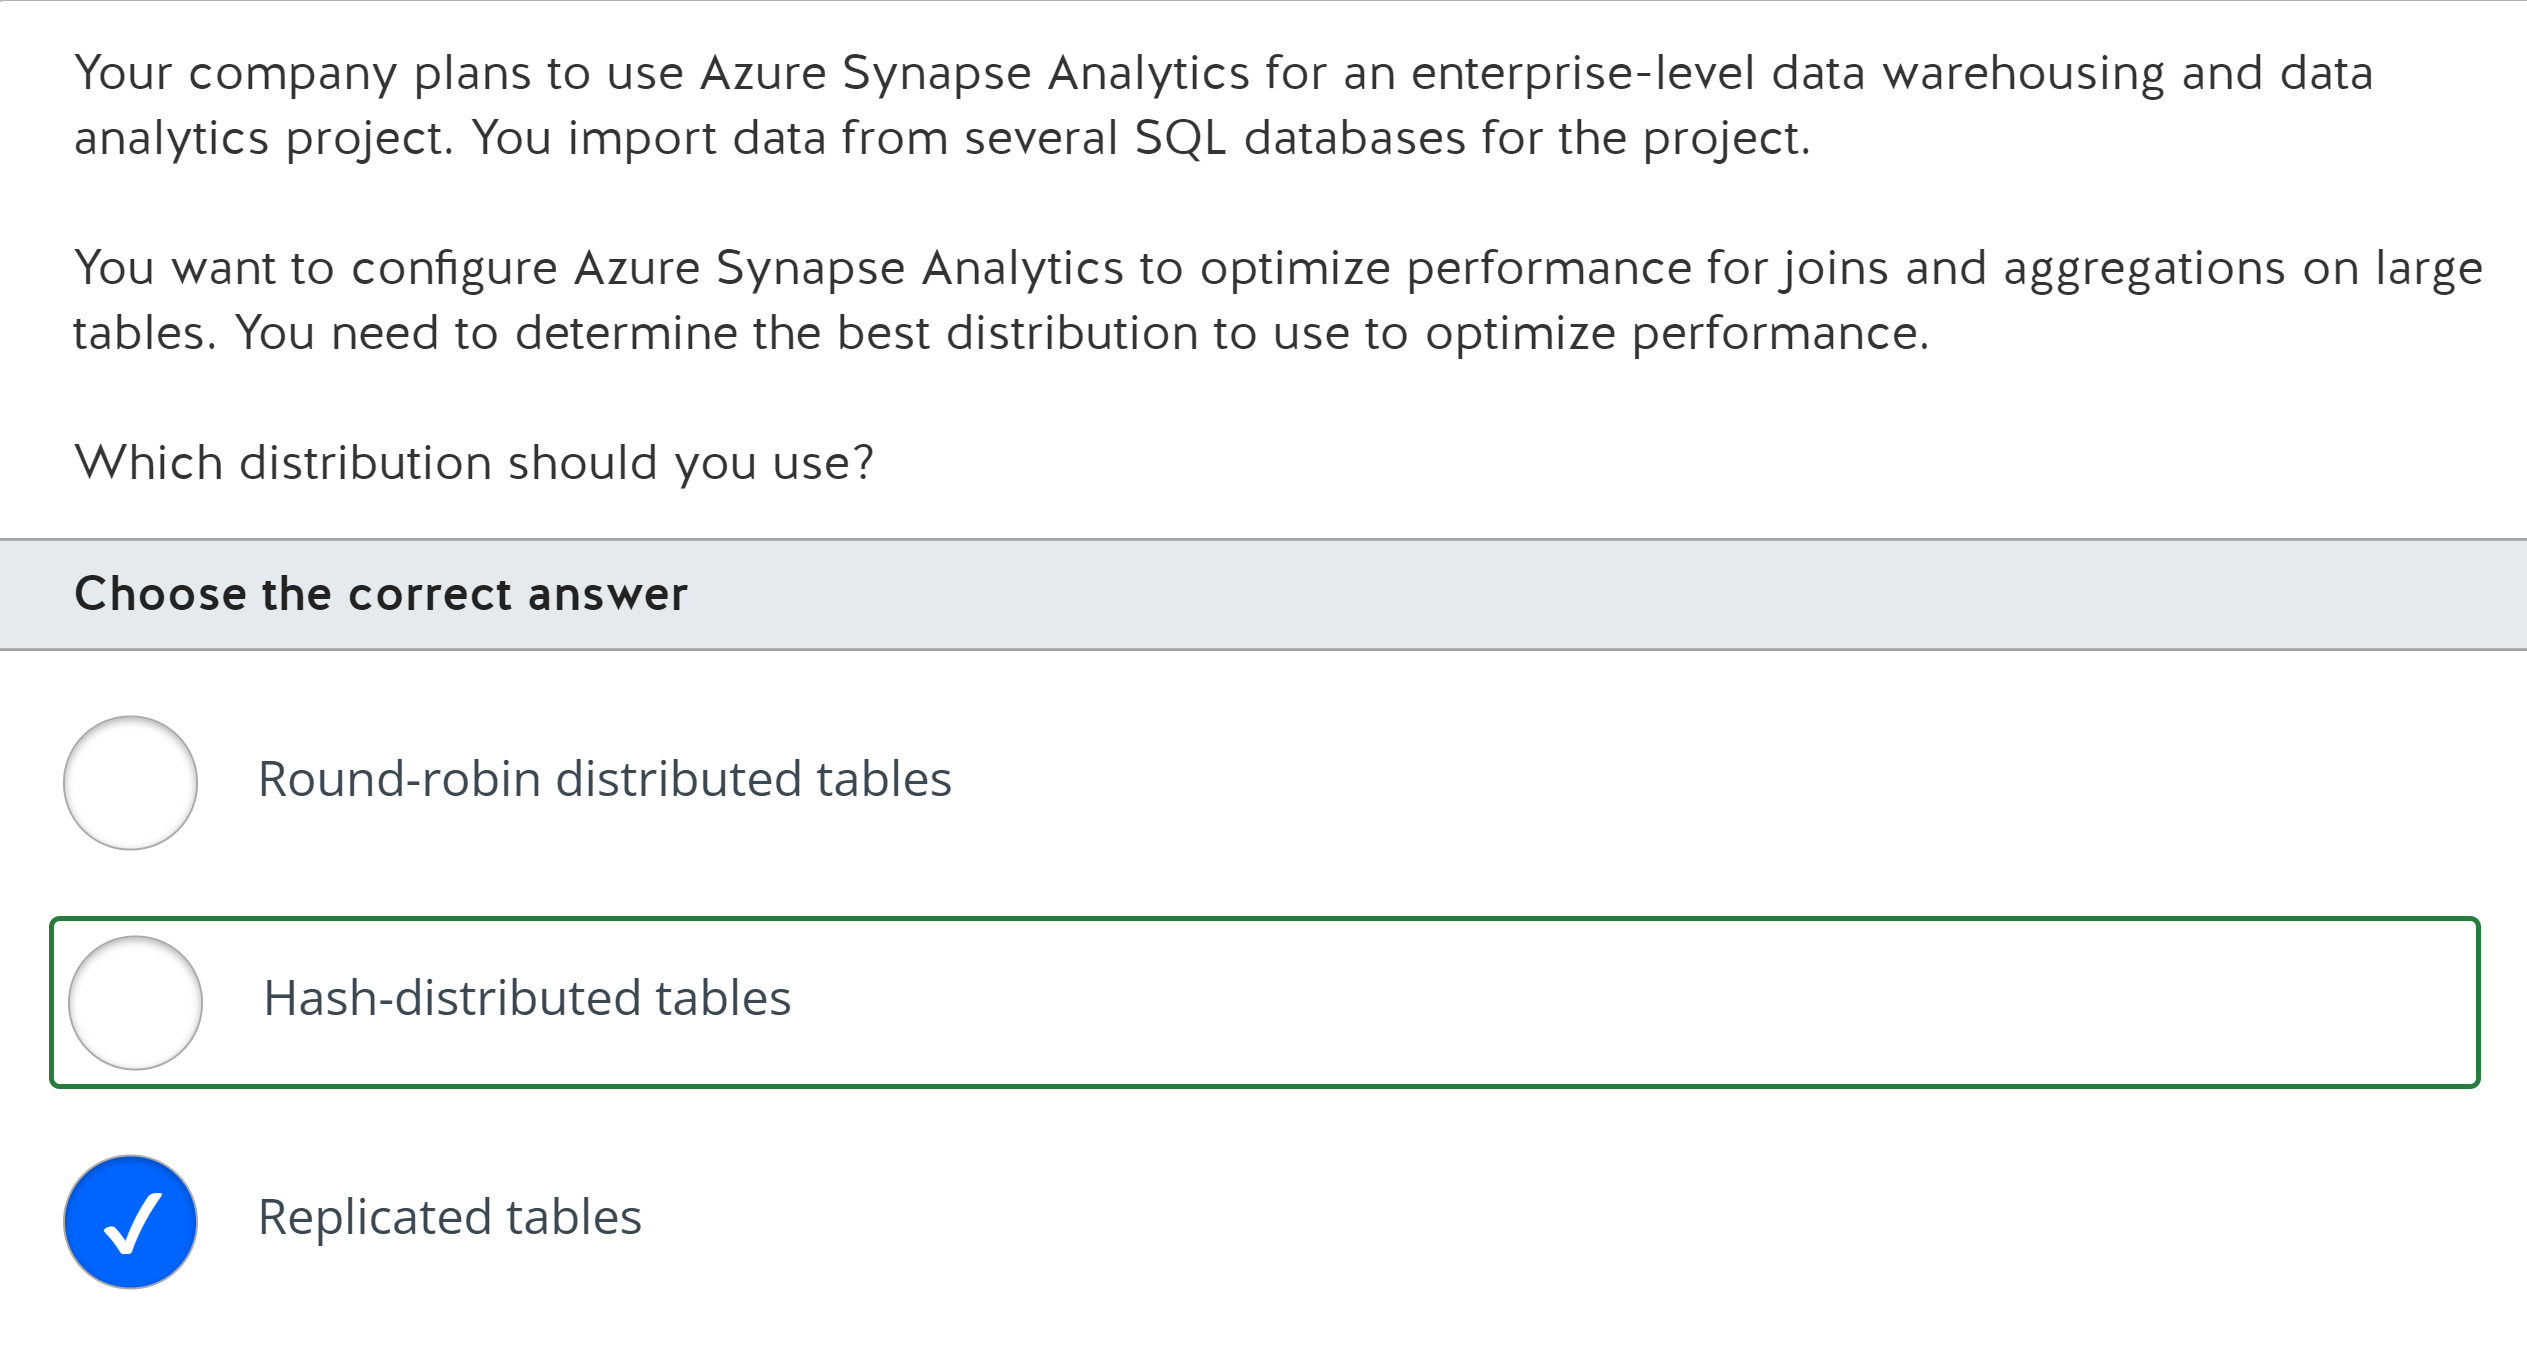 Your company plans to use Azure Synapse Analytics for an enterprise-level data warehousing and data
analytics project. You import data from several SQL databases for the project.
You want to configure Azure Synapse Analytics to optimize performance for joins and aggregations on large
tables. You need to determine the best distribution to use to optimize performance.
Which distribution should you use?
Choose the correct answer
Round-robin distributed tables
Hash-distributed tables
Replicated tables